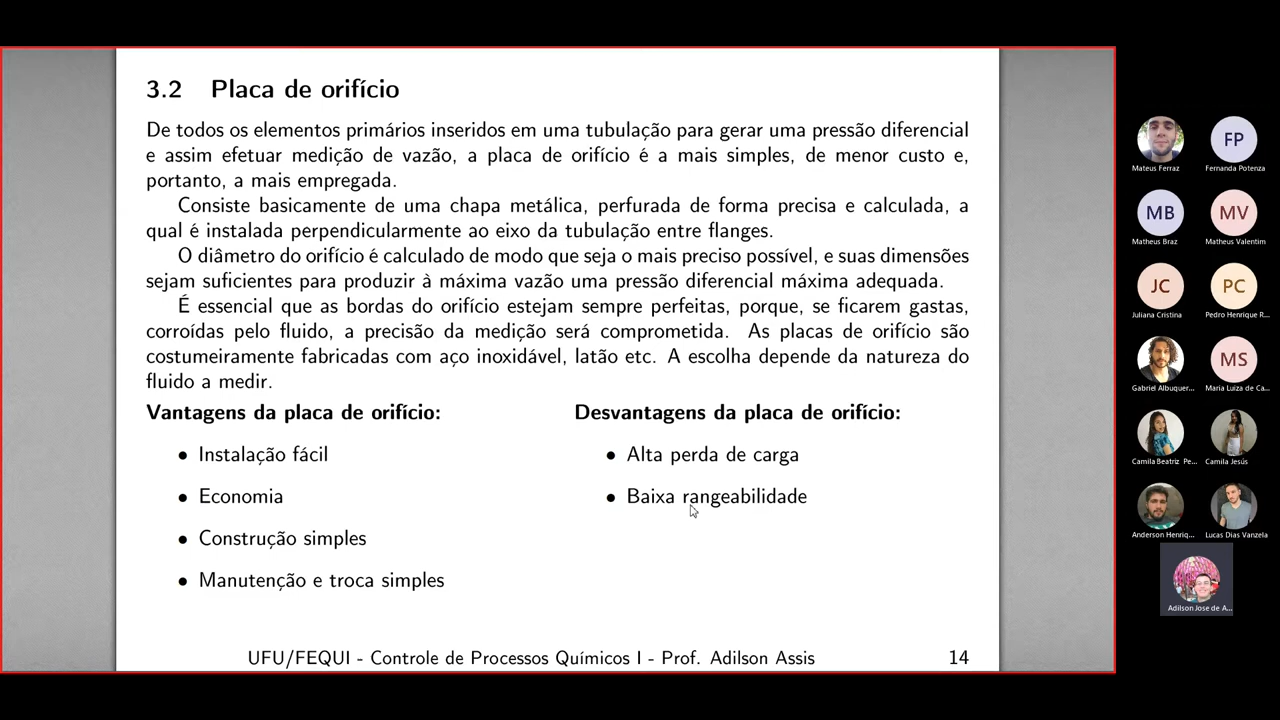 3.2 Placa de orifício
De todos os elementos primários inseridos em uma tubulação para gerar uma pressão diferencial
e assim efetuar medição de vazão, a placa de orifício é a mais simples, de menor custo e,
portanto, a mais empregada.
Consiste basicamente de uma chapa metálica, perfurada de forma precisa e calculada, a
qual é instalada perpendicularmente ao eixo da tubulação entre flanges.
O diâmetro do orifício é calculado de modo que seja o mais preciso possível, e suas dimensões
sejam suficientes para produzir à máxima vazão uma pressão diferencial máxima adequada.
É essencial que as bordas do orifício estejam sempre perfeitas, porque, se ficarem gastas,
corroídas pelo fluido, a precisão da medição será comprometida. As placas de orifício são
costumeiramente fabricadas com aço inoxidável, latão etc. A escolha depende da natureza do
fluido a medir.
Vantagens da placa de orifício:
• Instalação fácil
• Economia
• Construção simples
• Manutenção e troca simples
Desvantagens da placa de orifício:
• Alta perda de carga
• Baixa rangeabilidade
UFU/FEQUI - Controle de Processos Químicos I - Prof. Adilson Assis 14
Mateus Ferraz
FP
Fernanda Potenza
MB
Matheus Braz
MV
Matheus Valentim
JC
Juliana Cristina
PC
Pedro Henrique R...
Gabriel Albuquer...
MS
Maria Luiza de Ca...
Camila Beatriz Pe...
Camila Jesús
Anderson Henriq...
Lucas Dias Vanzela
Adilson Jose de A...